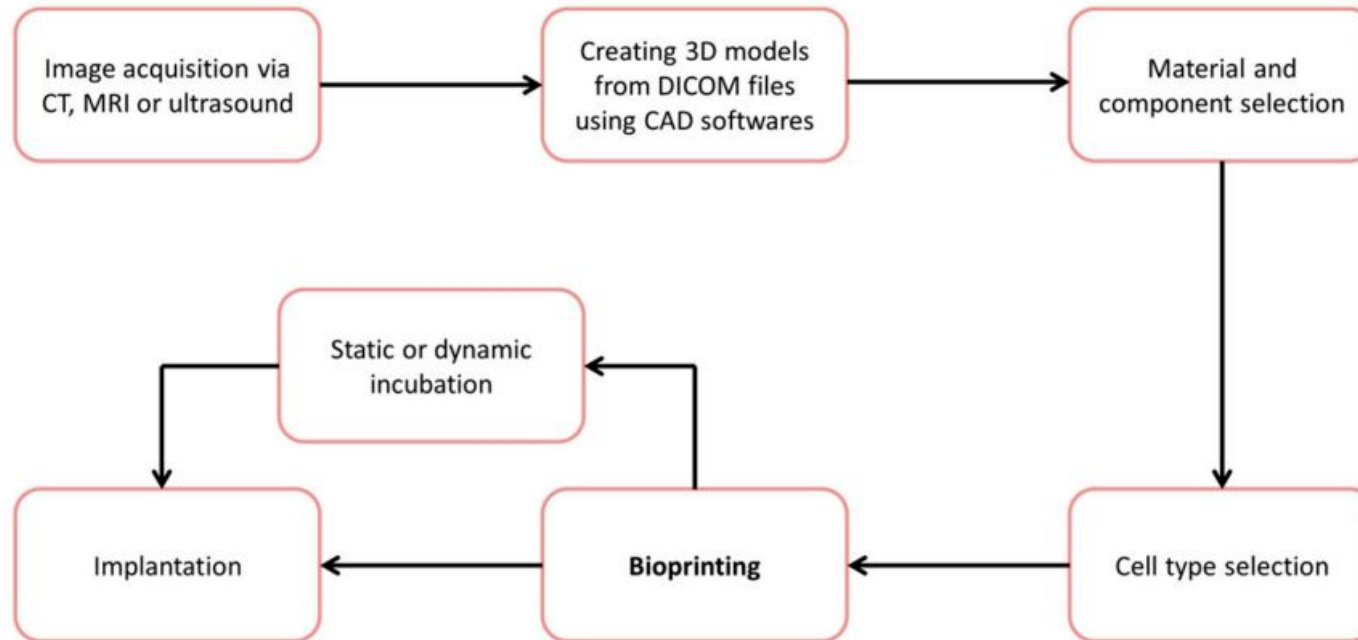 Image acquisition via
CT, MRI or ultrasound
Creating 3D models
from DICOM files
using CAD softwares
Material and
component selection
Static or dynamic
incubation
Implantation
Bioprinting
Cell type selection